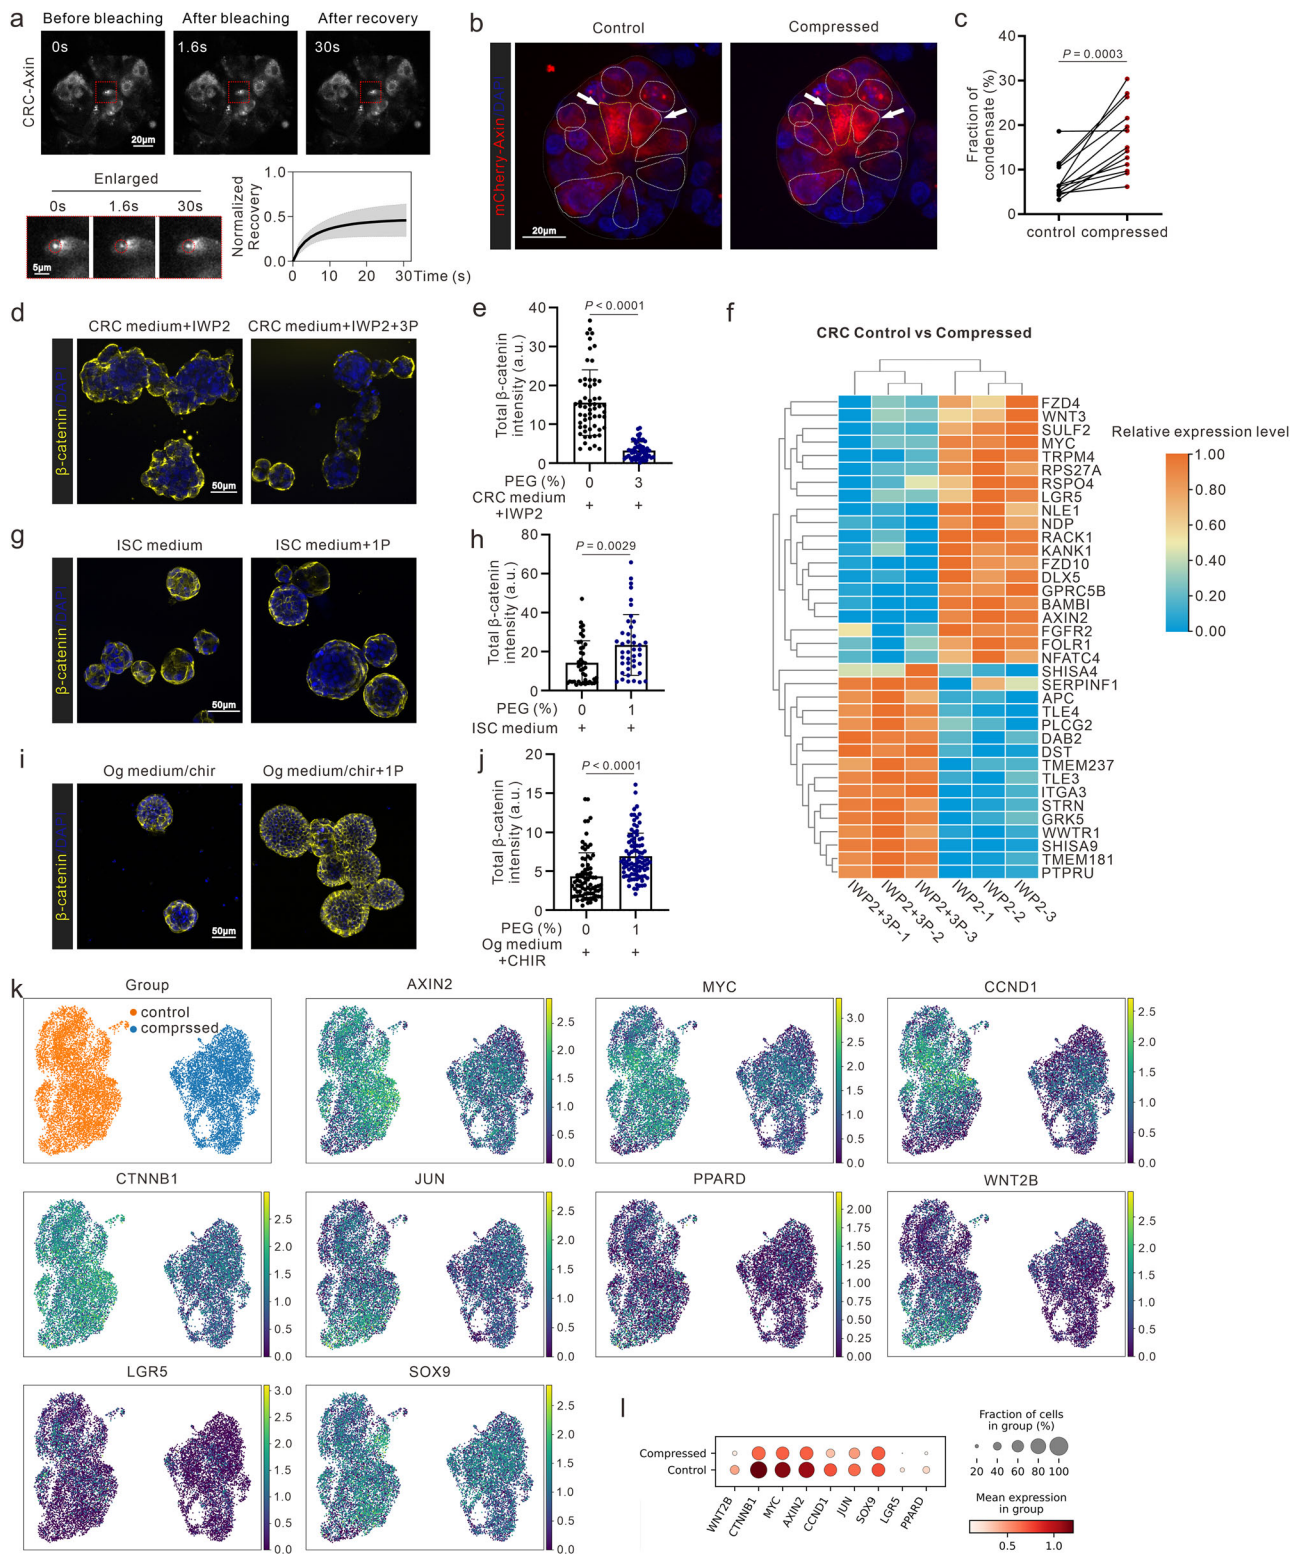 a
Before bleaching
After bleaching
After recovery
CRC-Axin
0s
1.6s
30s
20μm
Enlarged
0s
1.6s
30s
5μm
Normalized
Recovery
1.0
0.5
0.0
0
10
20
30
Time (s)
b
Control
Compressed
mCherry-Axin DAPI
20μm
c
Fraction of
condensate (%)
40
30
20
10
0
P = 0.0003
control compressed
d
CRC medium+IWP2
CRC medium+IWP2+3P
β-catenin DAPI
50μm
e
Total β-catenin
intensity (a.u.)
40
30
20
10
0
P < 0.0001
PEG (%) 0 3
CRC medium
+IWP2
+ +
f
CRC Control vs Compressed
FZD4
WNT3
SULF2
MYC
TRPM4
RPS27A
RSPO4
LGR5
NLE1
NDP
RACK1
KANK1
FZD10
DLX5
GPRC5B
BAMBI
AXIN2
FGFR2
FOLR1
NFATC4
SHISA4
SERPINF1
APC
TLE4
PLCG2
DAB2
DST
TMEM237
TLE3
ITGA3
STRN
GRK5
WWTR1
SHISA9
TMEM181
PTPRU
IWP2+3P-1
IWP2+3P-2
IWP2+3P-3
IWP2-1
IWP2-2
IWP2-3
Relative expression level
1.00
0.80
0.60
0.40
0.20
0.00
g
ISC medium
ISC medium+1P
β-catenin DAPI
50μm
h
Total β-catenin
intensity (a.u.)
80
60
40
20
0
P = 0.0029
PEG (%) 0 1
ISC medium + +
i
Og medium/chir
Og medium/chir+1P
β-catenin DAPI
50μm
j
Total β-catenin
intensity (a.u.)
20
15
10
5
0
P < 0.0001
PEG (%) 0 1
Og medium
+CHIR
+ +
k
Group
control
comprssed
AXIN2
2.5
2.0
1.5
1.0
0.5
0.0
MYC
3.0
2.5
2.0
1.5
1.0
0.5
0.0
CCND1
2.5
2.0
1.5
1.0
0.5
0.0
CTNNB1
2.5
2.0
1.5
1.0
0.5
0.0
JUN
3.0
2.5
2.0
1.5
1.0
0.5
0.0
PPARD
2.00
1.75
1.50
1.25
1.00
0.75
0.50
0.25
0.00
WNT2B
2.5
2.0
1.5
1.0
0.5
0.0
LGR5
3.0
2.5
2.0
1.5
1.0
0.5
0.0
SOX9
2.5
2.0
1.5
1.0
0.5
0.0
l
Compressed
Control
WNT2B
CTNNB1
MYC
AXIN2
CCND1
JUN
SOX9
LGR5
PPARD
Fraction of cells
in group (%)
20 40 60 80 100
Mean expression
in group
0.5 1.0